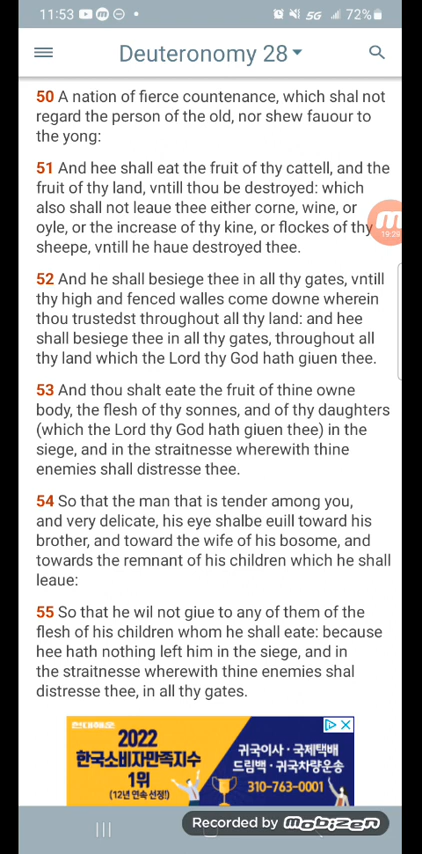 11:53 5G 72%
Deuteronomy 28
50 A nation of fierce countenance, which shal not
regard the person of the old, nor shew fauour to
the yong:
51 And hee shall eat the fruit of thy cattell, and the
fruit of thy land, vntill thou be destroyed: which
also shall not leaue thee either corne, wine, or
oyle, or the increase of thy kine, or flockes of thy
sheepe, vntill he haue destroyed thee.
19:29
52 And he shall besiege thee in all thy gates, vntill
thy high and fenced walles come downe wherein
thou trustedst throughout all thy land: and hee
shall besiege thee in all thy gates, throughout all
thy land which the Lord thy God hath giuen thee.
53 And thou shalt eate the fruit of thine owne
body, the flesh of thy sonnes, and of thy daughters
(which the Lord thy God hath giuen thee) in the
siege, and in the straitnesse wherewith thine
enemies shall distresse thee.
54 So that the man that is tender among you,
and very delicate, his eye shalbe euill toward his
brother, and toward the wife of his bosome, and
towards the remnant of his children which he shall
leaue:
55 So that he wil not giue to any of them of the
flesh of his children whom he shall eate: because
hee hath nothing left him in the siege, and in
the straitnesse wherewith thine enemies shal
distresse thee, in all thy gates.
현대해운
2022
한국소비자만족지수
1위
(12년 연속 선정!)
귀국이사·국제택배
드림백·귀국차량운송
310-763-0001
Recorded by mobizen